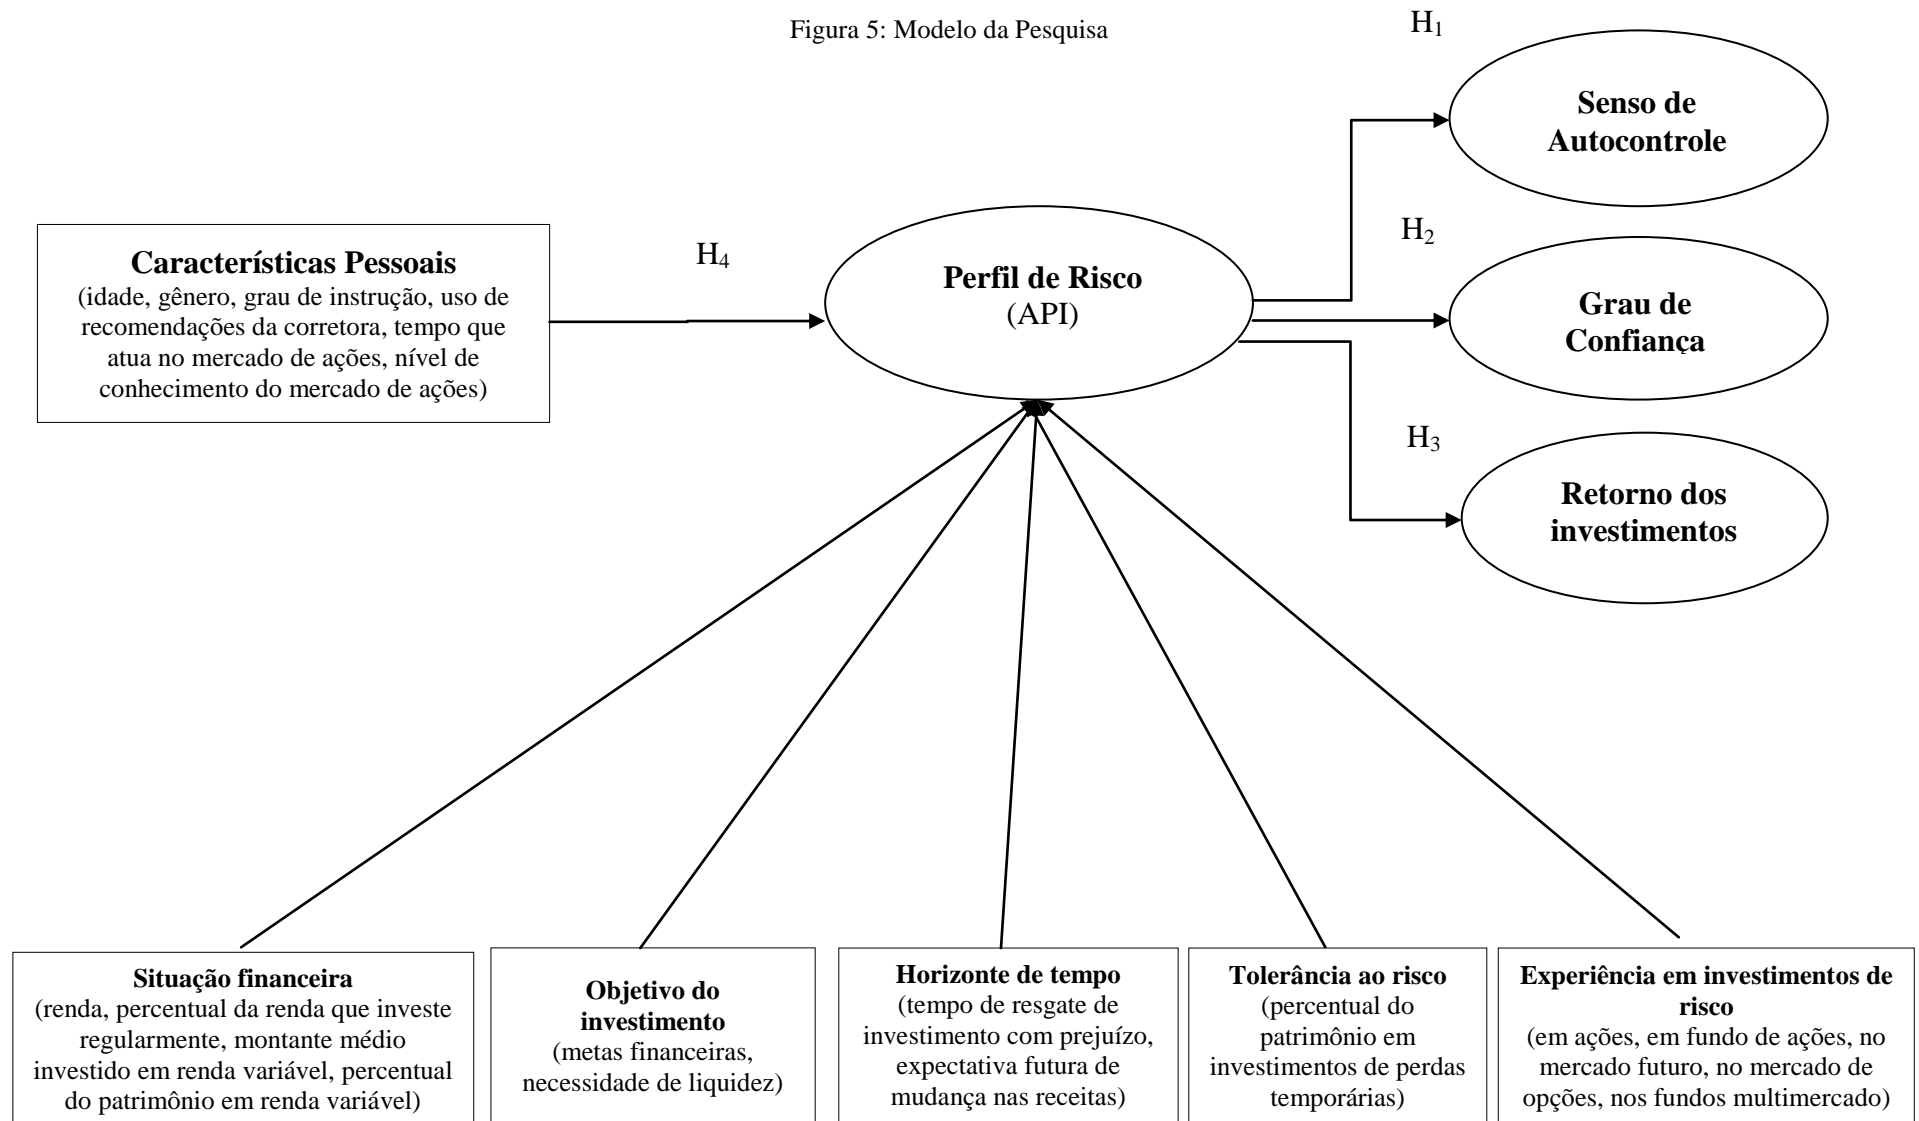 Figura 5: Modelo da Pesquisa
H1
Senso de
Autocontrole
Características Pessoais
(idade, gênero, grau de instrução, uso de
recomendações da corretora, tempo que
atua no mercado de ações, nível de
conhecimento do mercado de ações)
H4
Perfil de Risco
(API)
H2
Grau de
Confiança
H3
Retorno dos
investimentos
Situação financeira
(renda, percentual da renda que investe
regularmente, montante médio
investido em renda variável, percentual
do patrimônio em renda variável)
Objetivo do
investimento
(metas financeiras,
necessidade de liquidez)
Horizonte de tempo
(tempo de resgate de
investimento com prejuízo,
expectativa futura de
mudança nas receitas)
Tolerância ao risco
(percentual do
patrimônio em
investimentos de perdas
temporárias)
Experiência em investimentos de
risco
(em ações, em fundo de ações, no
mercado futuro, no mercado de
opções, nos fundos multimercado)